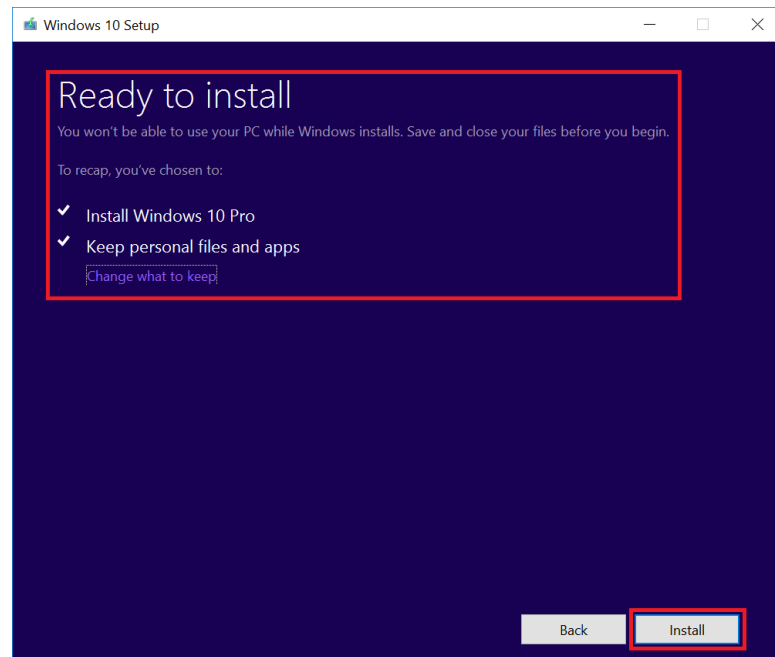 Windows 10 Setup
Ready to install
You won't be able to use your PC while Windows installs. Save and close your files before you begin.
To recap, you've chosen to:
Install Windows 10 Pro
Keep personal files and apps
Change what to keep
Back
Install